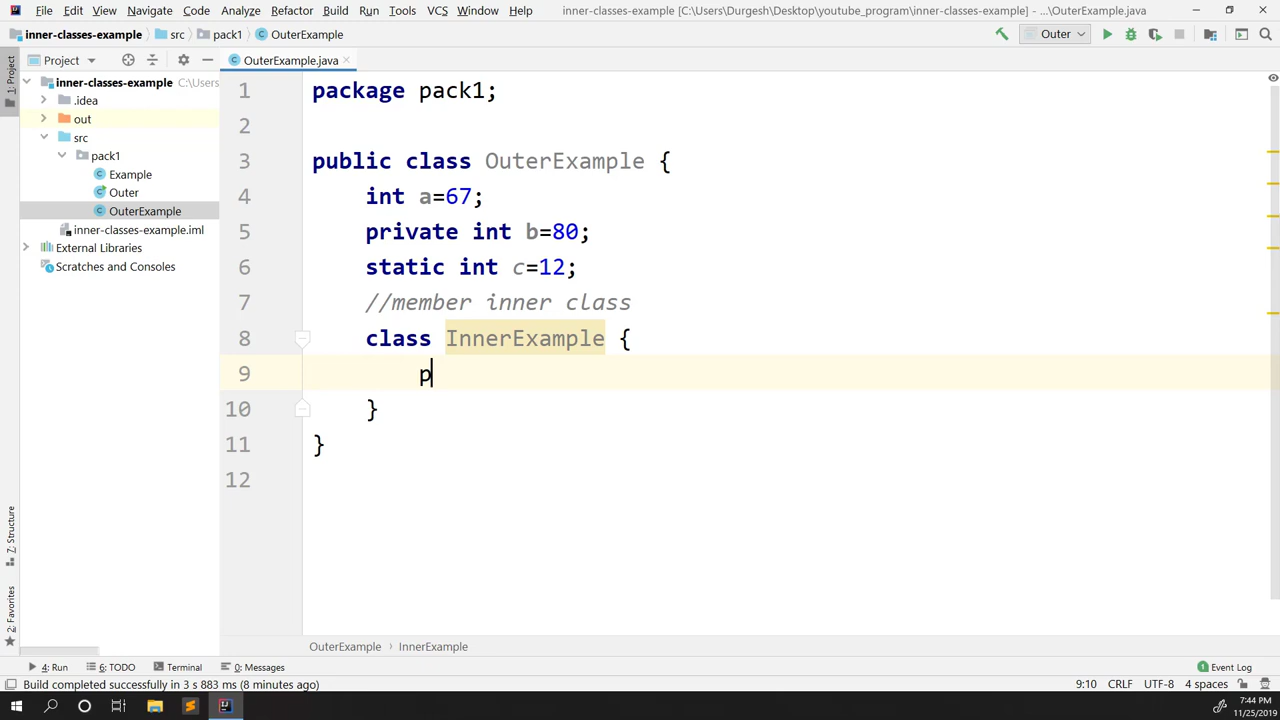 File Edit View Navigate Code Analyze Refactor Build Run Tools VCS Window Help inner-classes-example [C:\Users\Durgesh\Desktop\youtube_program\inner-classes-example] - ...\OuterExample.java
inner-classes-example src pack1 OuterExample Outer
1: Project
Project
OuterExample.java
inner-classes-example C:\Users
.idea
out
src
pack1
Example
Outer
OuterExample
inner-classes-example.iml
External Libraries
Scratches and Consoles
1 package pack1;
2
3 public class OuterExample {
4 int a=67;
5 private int b=80;
6 static int c=12;
7 //member inner class
8 class InnerExample {
9 p
10 }
11 }
12
7: Structure
2: Favorites
OuterExample › InnerExample
4: Run 6: TODO Terminal 0: Messages Event Log
Build completed successfully in 3 s 883 ms (8 minutes ago) 9:10 CRLF UTF-8 4 spaces
7:44 PM
11/25/2019